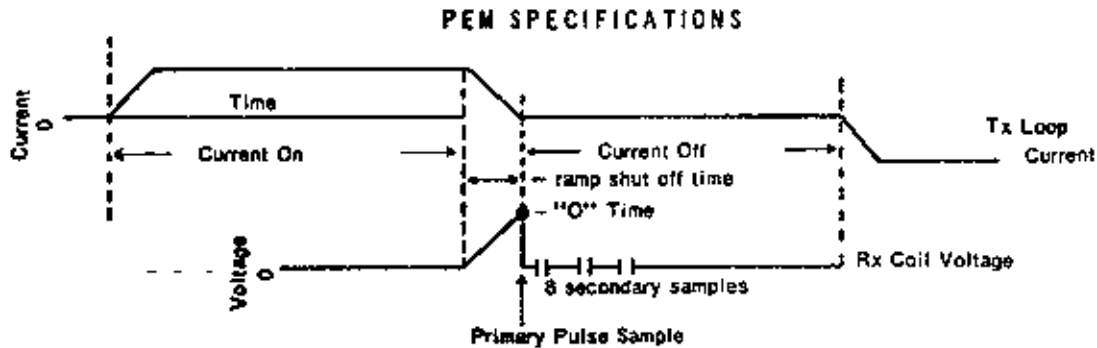 PEM SPECIFICATIONS
Current
0
Time
Tx Loop
Current
Current On
Current Off
ramp shut off time
"O" Time
Voltage
0
Rx Coil Voltage
8 secondary samples
Primary Pulse Sample